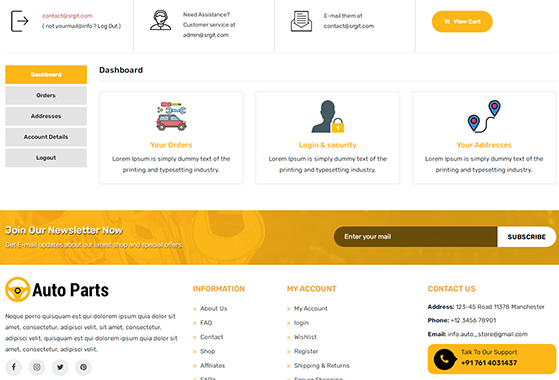 contact@srgit.com
( not yourmail@info ? Log Out )
Need Assistance?
Customer service at
admin@srgit.com
E-mail them at
contact@srgit.com
View Cart
Dashboard
Orders
Addresses
Account Details
Logout
Dashboard
Your Orders
Lorem Ipsum is simply dummy text of the
printing and typesetting industry.
Login & security
Lorem Ipsum is simply dummy text of the
printing and typesetting industry.
Your Addresses
Lorem Ipsum is simply dummy text of the
printing and typesetting industry.
Join Our Newsletter Now
Get E-mail updates about our latest shop and special offers.
Enter your mail
SUBSCRIBE
Auto Parts
Neque porro quisquam est qui dolorem ipsum quia dolor sit
amet, consectetur, adipisci velit, sit amet, consectetur,
adipisci velit, quisquam est qui dolorem ipsum quia dolor sit
amet, consectetur, adipisci velit.
INFORMATION
About Us
FAQ
Contact
Shop
Affiliates
FAQ's
MY ACCOUNT
My Account
login
Wishlist
Register
Shipping & Returns
Secure Shopping
CONTACT US
Address: 123-45 Road 11378 Manchester
Phone: +12 3456 78901
Email: info.auto_store@gmail.com
Talk To Our Support
+91 761 4031437